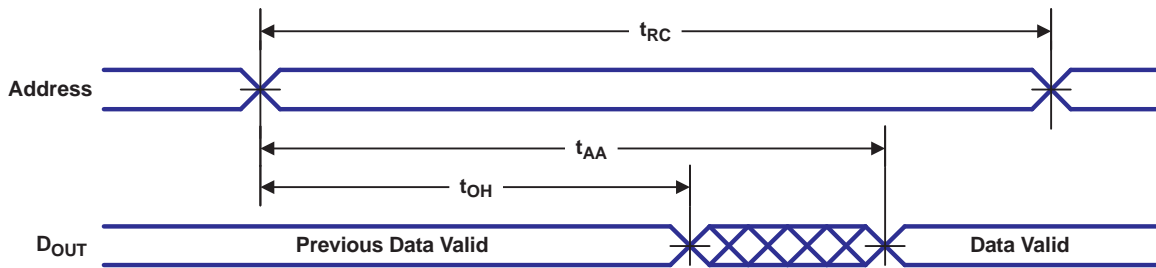 tRC
Address
tAA
tOH
DOUT
Previous Data Valid
Data Valid